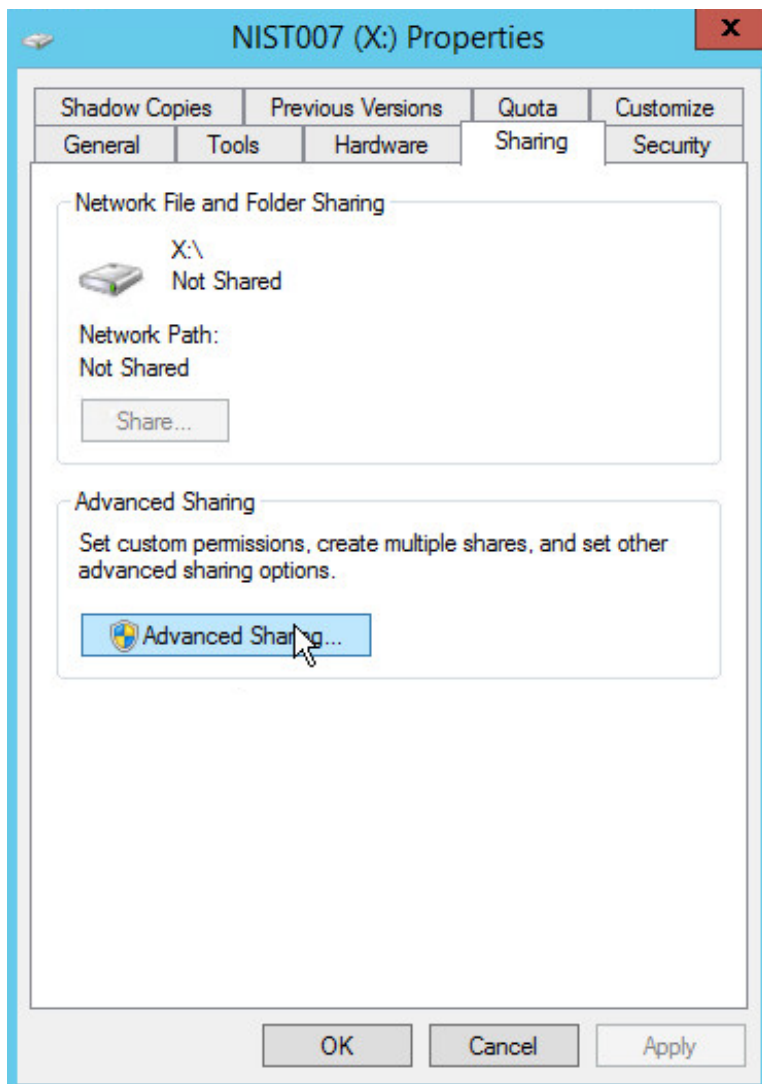 NIST007 (X:) Properties
x
Shadow Copies Previous Versions Quota Customize
General Tools Hardware Sharing Security
Network File and Folder Sharing
X:\
Not Shared
Network Path:
Not Shared
Share...
Advanced Sharing
Set custom permissions, create multiple shares, and set other
advanced sharing options.
Advanced Sharing...
OK Cancel Apply